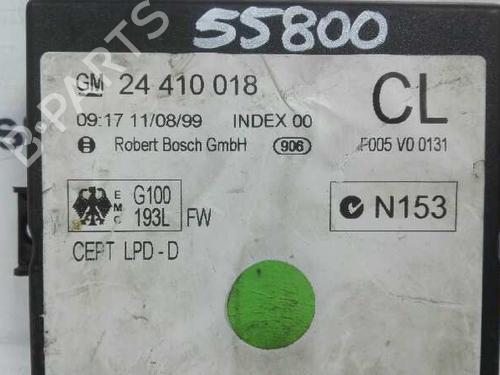 55800
GM 24 410 018 CL
09:17 11/08/99 INDEX 00
Robert Bosch GmbH 906 F005 V0 0131
EMC G100 193L FW N153
CEPT LPD-D
B-PARTS